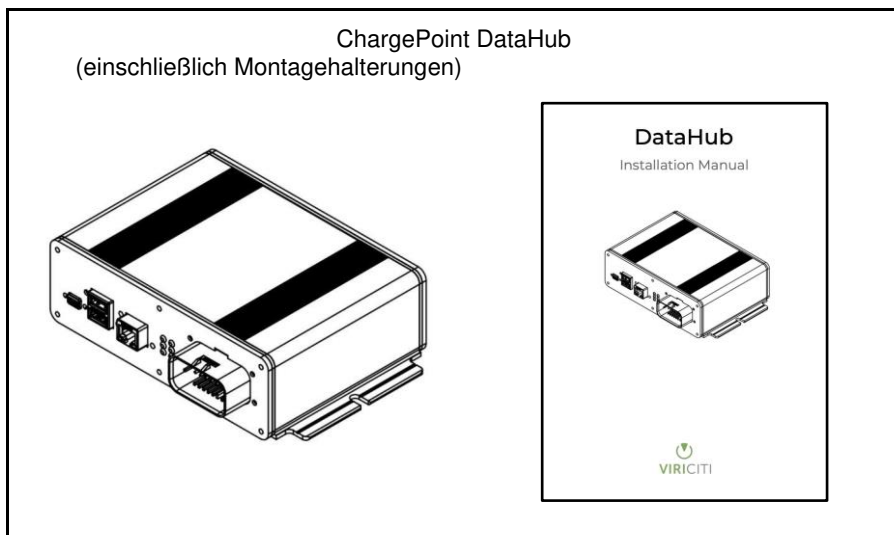 ChargePoint DataHub
(einschließlich Montagehalterungen)
DataHub
Installation Manual
VIRICITI